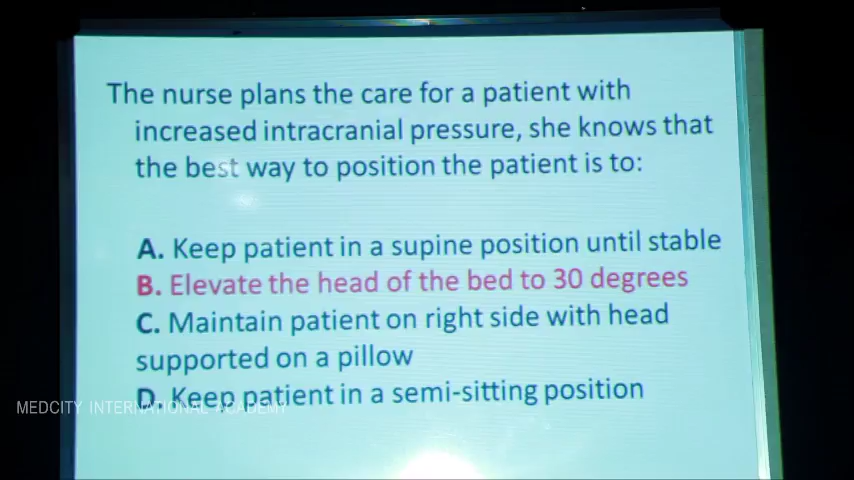 The nurse plans the care for a patient with
increased intracranial pressure, she knows that
the best way to position the patient is to:
A. Keep patient in a supine position until stable
B. Elevate the head of the bed to 30 degrees
C. Maintain patient on right side with head
supported on a pillow
D. Keep patient in a semi-sitting position
MEDCITY INTERNATIONAL ACADEMY